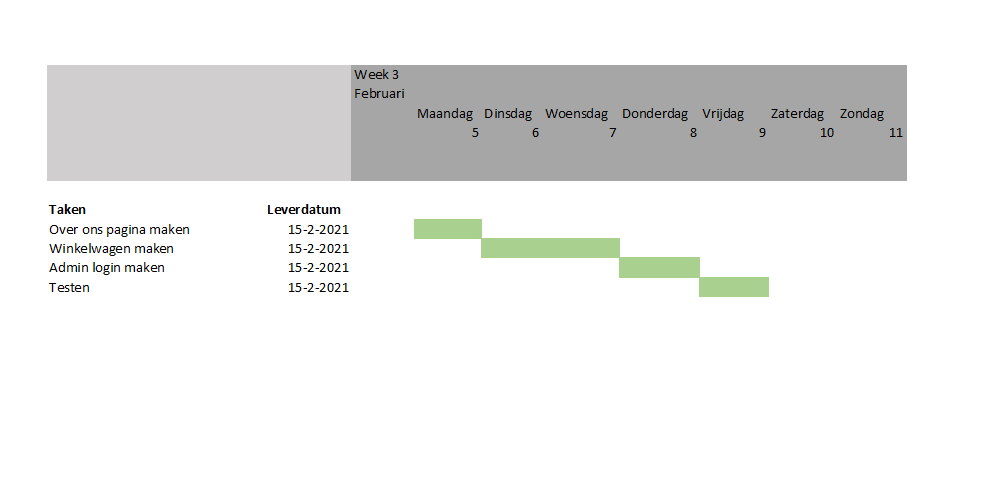 Week 3
Februari
Maandag Dinsdag Woensdag Donderdag Vrijdag Zaterdag Zondag
5 6 7 8 9 10 11
Taken Leverdatum
Over ons pagina maken 15-2-2021
Winkelwagen maken 15-2-2021
Admin login maken 15-2-2021
Testen 15-2-2021